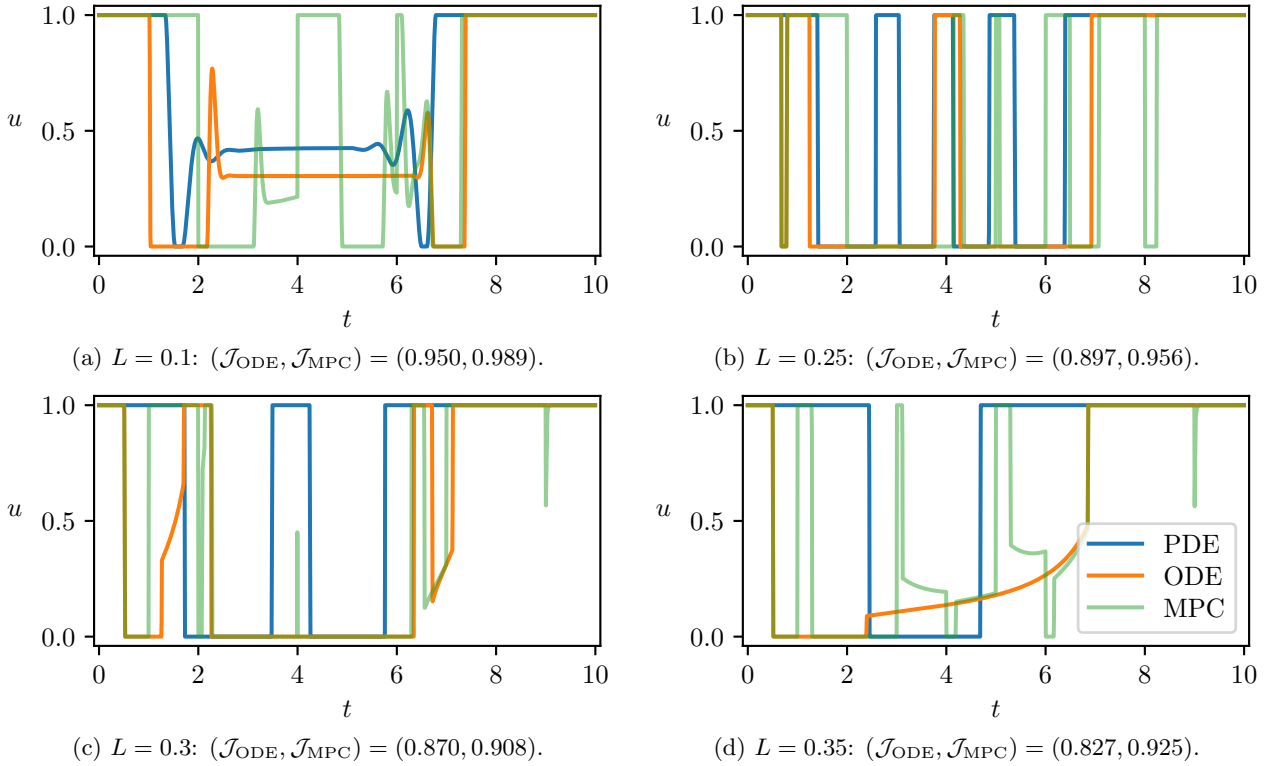 1.0
0.5
0.0
u
0 2 4 6 8 10
t
(a) L = 0.1: (𝒥ODE, 𝒥MPC) = (0.950, 0.989).
1.0
0.5
0.0
u
0 2 4 6 8 10
t
(b) L = 0.25: (𝒥ODE, 𝒥MPC) = (0.897, 0.956).
1.0
0.5
0.0
u
0 2 4 6 8 10
t
(c) L = 0.3: (𝒥ODE, 𝒥MPC) = (0.870, 0.908).
1.0
0.5
0.0
u
PDE
ODE
MPC
0 2 4 6 8 10
t
(d) L = 0.35: (𝒥ODE, 𝒥MPC) = (0.827, 0.925).